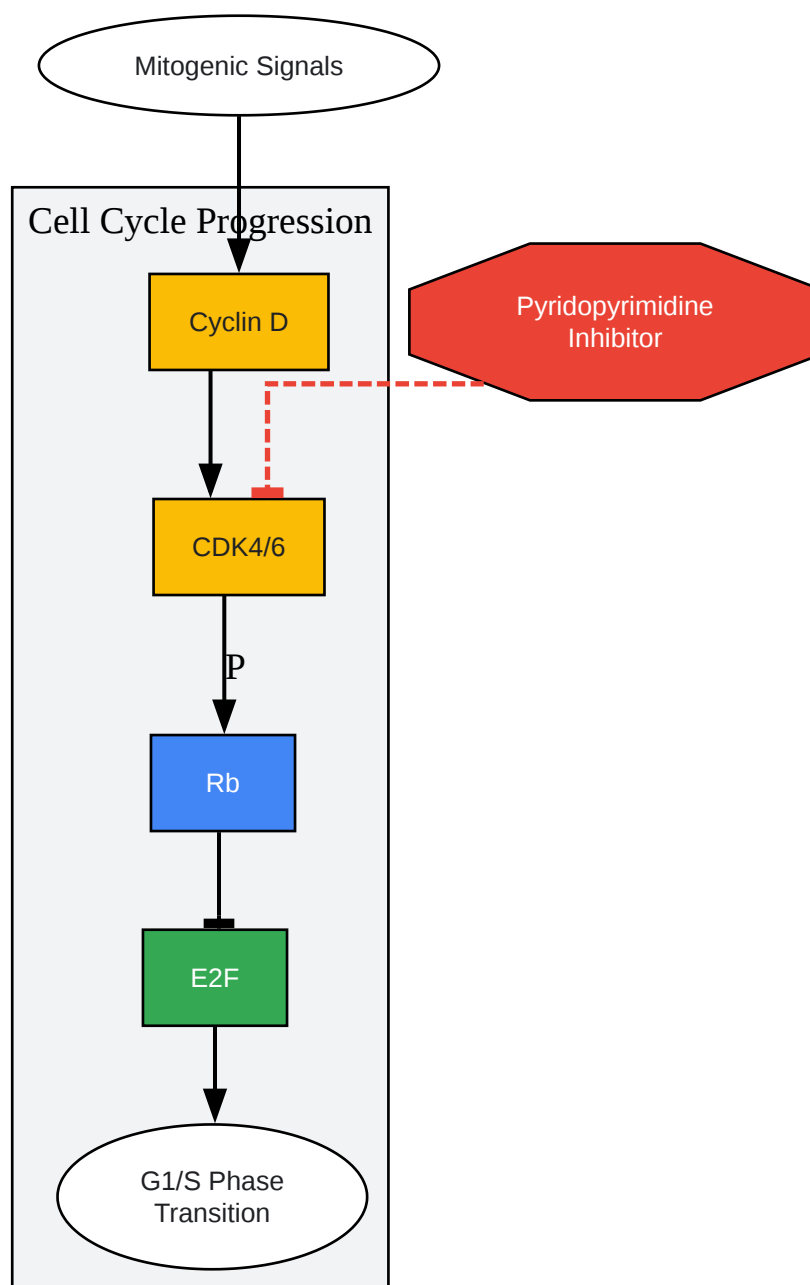 Mitogenic Signals
Cell Cycle Progression
Cyclin D
Pyridopyrimidine
Inhibitor
CDK4/6
P
Rb
E2F
G1/S Phase
Transition